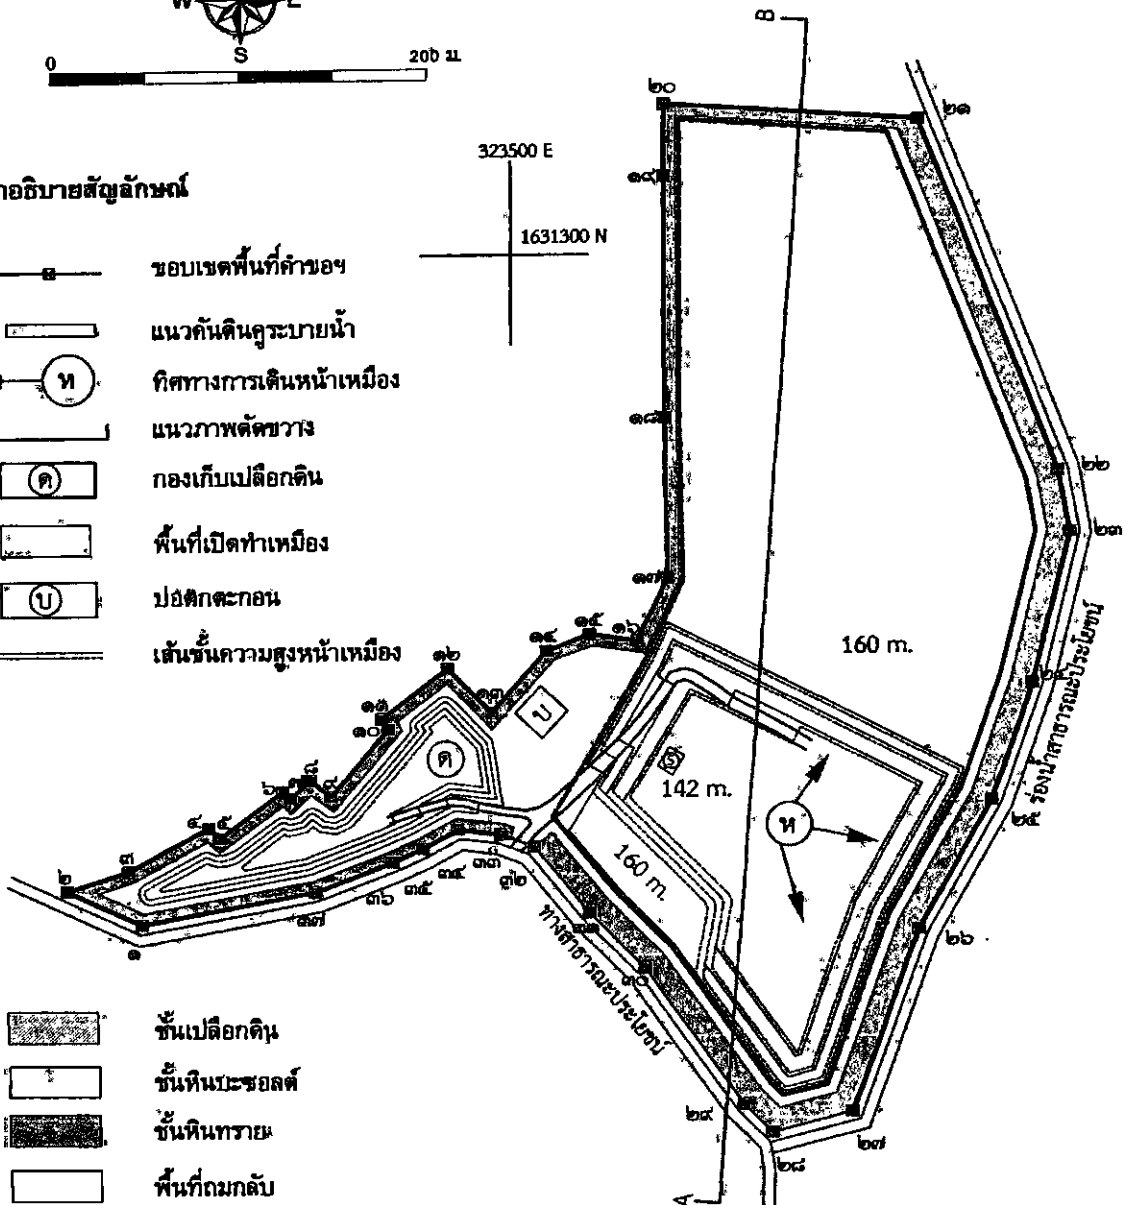 W E
S
0 200 ม.
323500 E
1631300 N
าอธิบายสัญลักษณ์
ขอบเขตพื้นที่คำขอฯ
แนวคันดินคูระบายน้ำ
ห ทิศทางการเดินหน้าเหมือง
แนวภาพตัดขวาง
ด กองเก็บเปลือกดิน
พื้นที่เปิดทำเหมือง
บ บ่อดักตะกอน
เส้นชั้นความสูงหน้าเหมือง
ชั้นเปลือกดิน
ชั้นหินบะซอลต์
ชั้นหินทราย
พื้นที่ถมกลับ
B
๒๐
๒๑
๑๙
๑๘
๒๒
๒๓
๑๗
๑๖
๑๕
๑๔
๑๓
๑๒
๑๑
๑๐
๙
๘
๗
๖
๕
๔
๓
๒
๑
บ
ด
160 m.
142 m.
S
ห
160 m.
๒๔
๒๕
๒๖
๒๗
๒๘
๒๙
๓๐
๓๑
๓๒
๓๓
๓๔
๓๕
๓๖
๓๗
ร่องน้ำสาธารณะประโยชน์
ทางสาธารณะประโยชน์
A